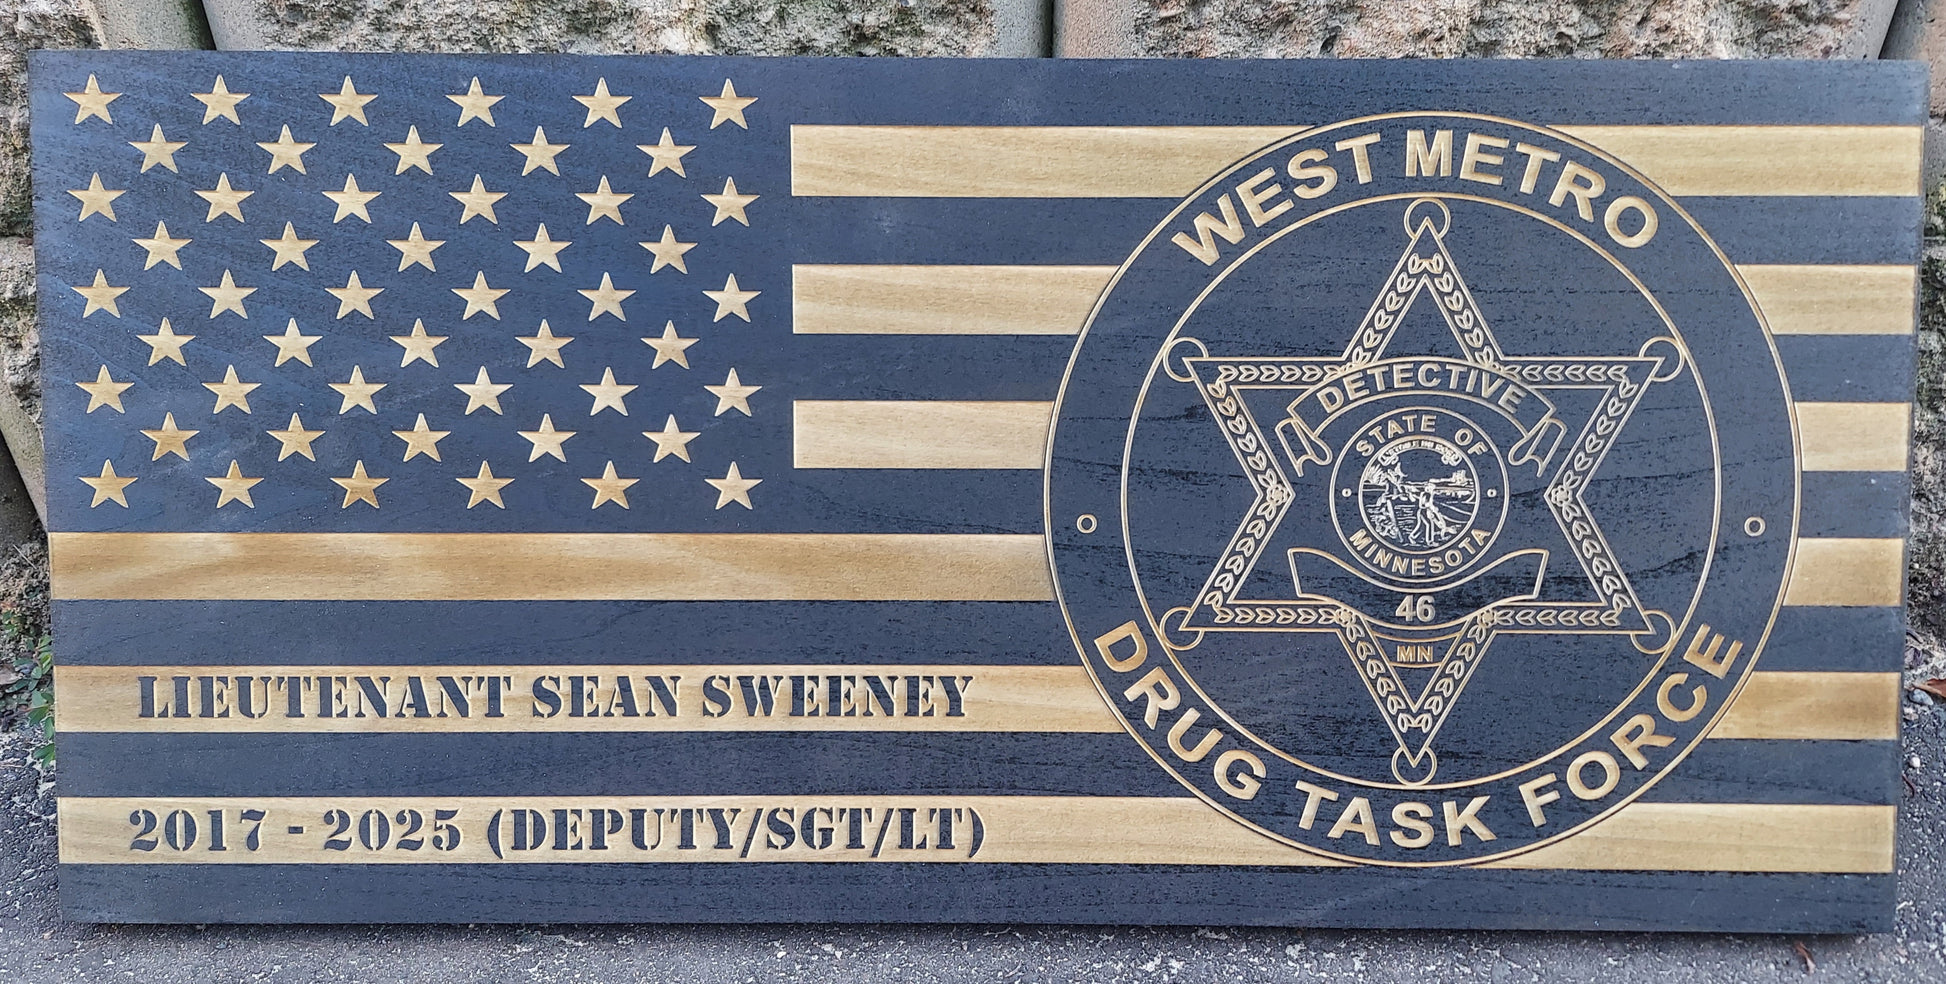 WEST METRO
DETECTIVE
STATE OF
MINNESOTA
46
MN
DRUG TASK FORCE
LIEUTENANT SEAN SWEENEY
2017 - 2025 (DEPUTY/SGT/LT)